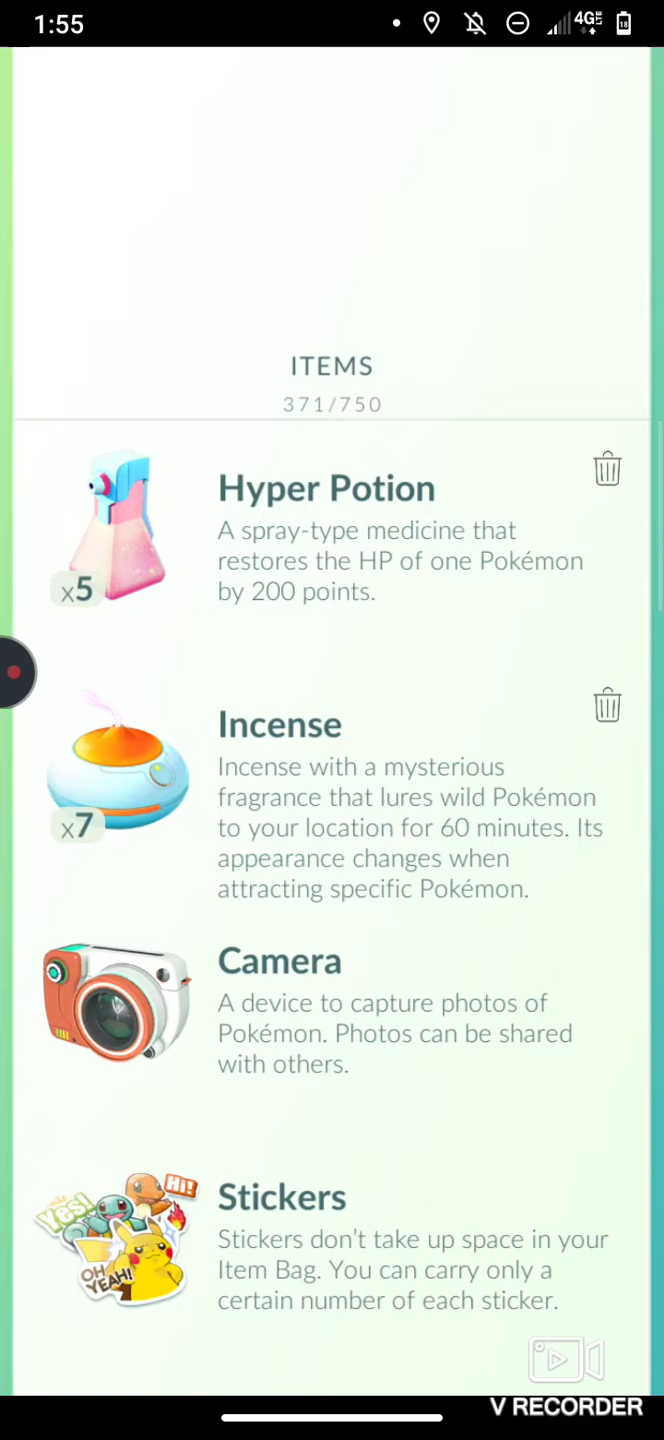 1:55
4G LTE
18
ITEMS
371/750
Hyper Potion
A spray-type medicine that
restores the HP of one Pokémon
by 200 points.
x5
Incense
Incense with a mysterious
fragrance that lures wild Pokémon
to your location for 60 minutes. Its
appearance changes when
attracting specific Pokémon.
x7
Camera
A device to capture photos of
Pokémon. Photos can be shared
with others.
Yes!
Hi!
OH
YEAH!
Stickers
Stickers don't take up space in your
Item Bag. You can carry only a
certain number of each sticker.
V RECORDER